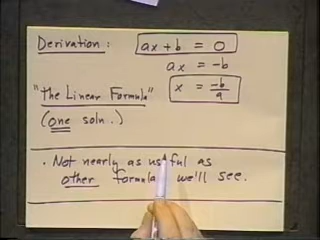 Derivation: ax + b = 0
ax = -b
"The Linear Formula" x = -b/a
(one soln.)
• Not nearly as useful as
other formulas we'll see.